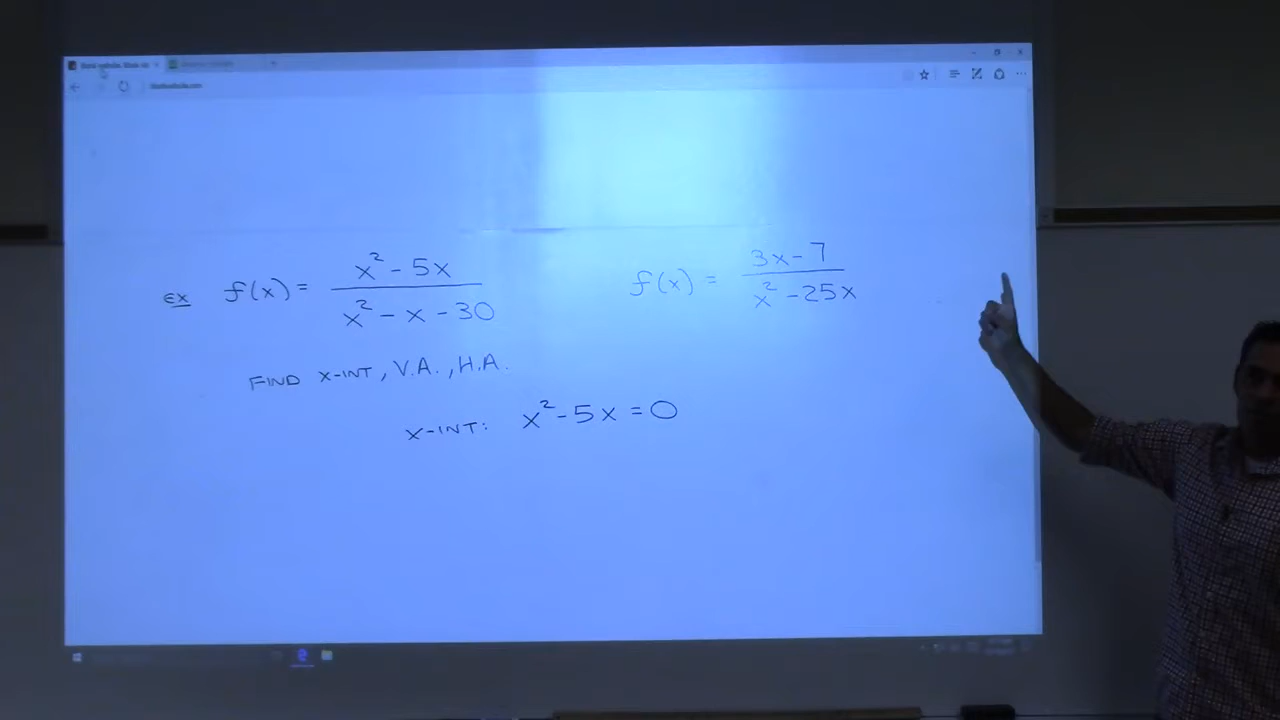 ex f(x) = x² - 5x / x² - x - 30
f(x) = 3x - 7 / x² - 25x
FIND X-INT, V.A., H.A.
X-INT: x² - 5x = 0